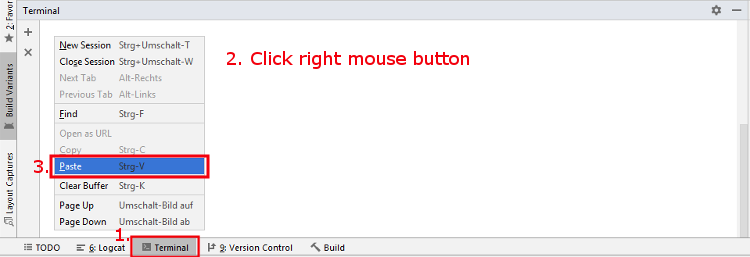 Terminal
2: Favor
Build Variants
Layout Captures
New Session Strg+Umschalt-T
Close Session Strg+Umschalt-W
Next Tab Alt-Rechts
Previous Tab Alt-Links
Find Strg-F
Open as URL
Copy Strg-C
Paste Strg-V
Clear Buffer Strg-K
Page Up Umschalt-Bild auf
Page Down Umschalt-Bild ab
2. Click right mouse button
3.
1.
TODO 6: Logcat Terminal 9: Version Control Build